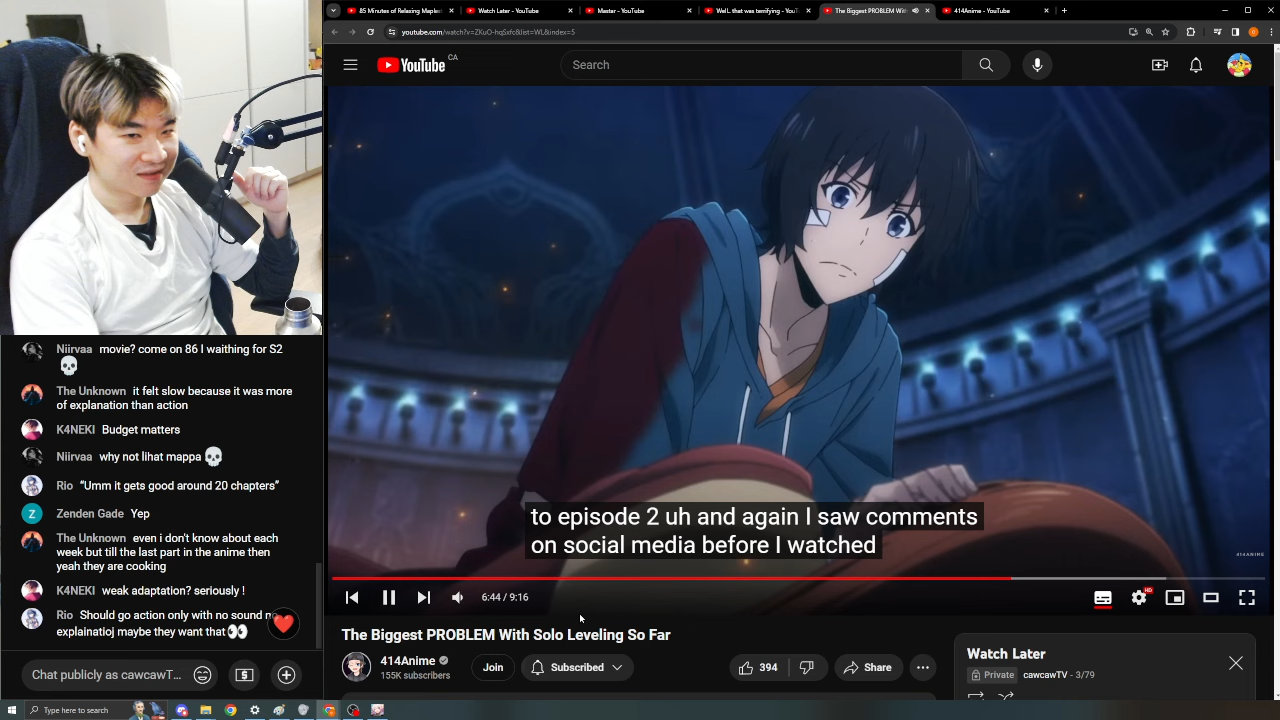 85 Minutes of Relaxing Maplew
Watch Later - YouTube
Master - YouTube
Well, that was terrifying - YouT
The Biggest PROBLEM With
414Anime - YouTube
youtube.com/watch?v=ZKuO-hqSxfc&list=WL&index=5
YouTube CA
Search
to episode 2 uh and again I saw comments
on social media before I watched
414ANIME
6:44 / 9:16
HD
The Biggest PROBLEM With Solo Leveling So Far
414Anime
155K subscribers
Join
Subscribed
394
Share
Watch Later
Private
cawcawTV - 3/79
Niirvaa movie? come on 86 I waithing for S2
The Unknown it felt slow because it was more
of explanation than action
K4NEKI Budget matters
Niirvaa why not lihat mappa
Rio “Umm it gets good around 20 chapters”
Z
Zenden Gade Yep
The Unknown even i don't know about each
week but till the last part in the anime then
yeah they are cooking
K4NEKI weak adaptation? seriously !
Rio Should go action only with no sound
explainatioj maybe they want that
Chat publicly as cawcawT...
Type here to search